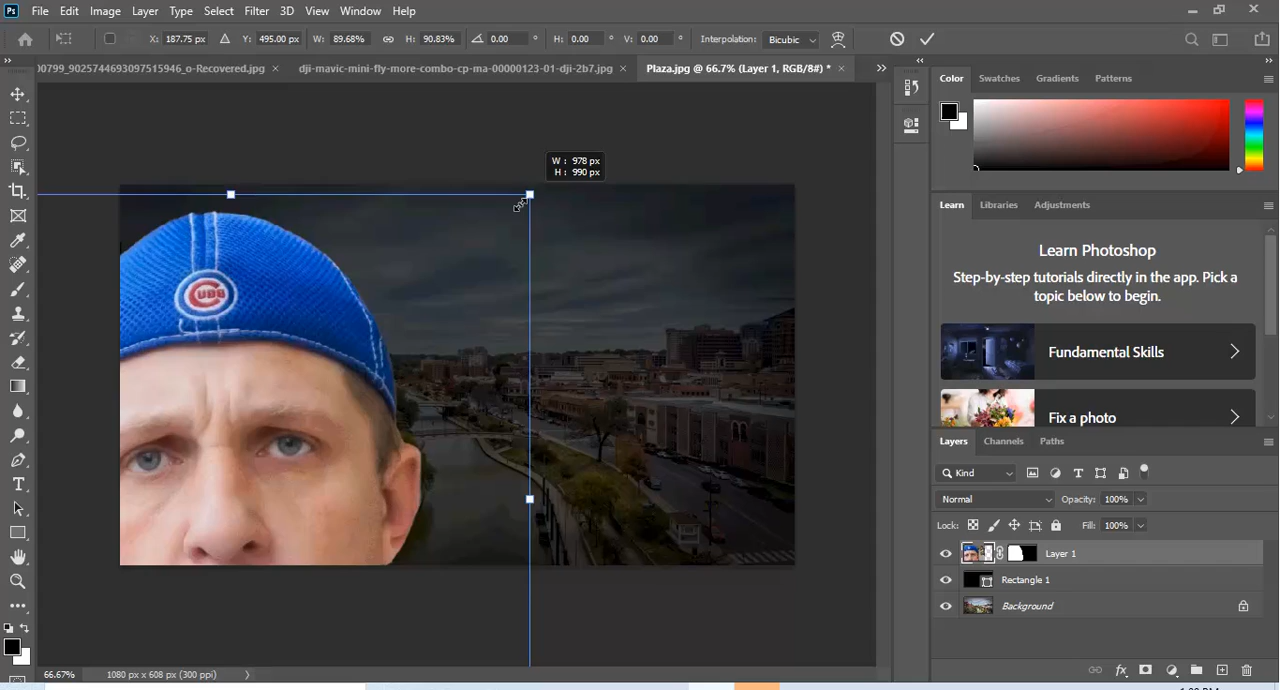 Ps File Edit Image Layer Type Select Filter 3D View Window Help
X: 187.75 px Y: 495.00 px W: 89.68% H: 90.83% 0.00 ° H: 0.00 ° V: 0.00 ° Interpolation: Bicubic
00799_9025744693097515946_o-Recovered.jpg × dji-mavic-mini-fly-more-combo-cp-ma-00000123-01-dji-2b7.jpg × Plaza.jpg @ 66.7% (Layer 1, RGB/8#) * ×
Color Swatches Gradients Patterns
W : 978 px
H : 990 px
CUBS
Learn Libraries Adjustments
Learn Photoshop
Step-by-step tutorials directly in the app. Pick a
topic below to begin.
Fundamental Skills
Fix a photo
Layers Channels Paths
Kind
Normal Opacity: 100%
Lock: Fill: 100%
Layer 1
Rectangle 1
Background
66.67% 1080 px x 608 px (300 ppi)